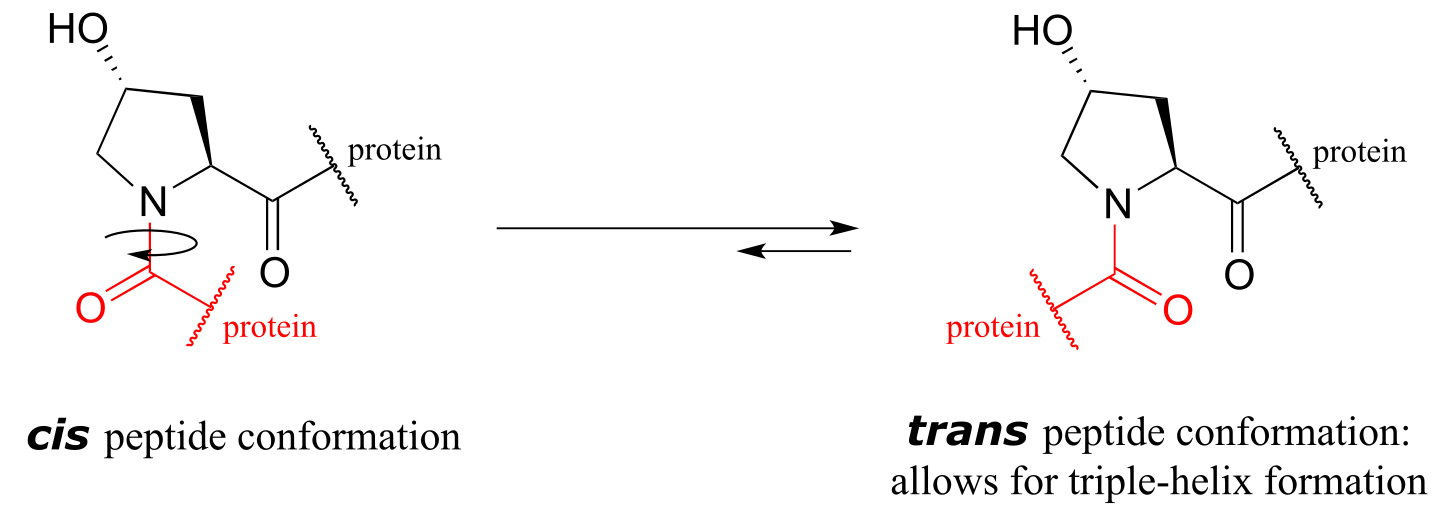 HO
protein
N
O
O
protein
cis peptide conformation
HO
protein
N
O
O
protein
trans peptide conformation:
allows for triple-helix formation